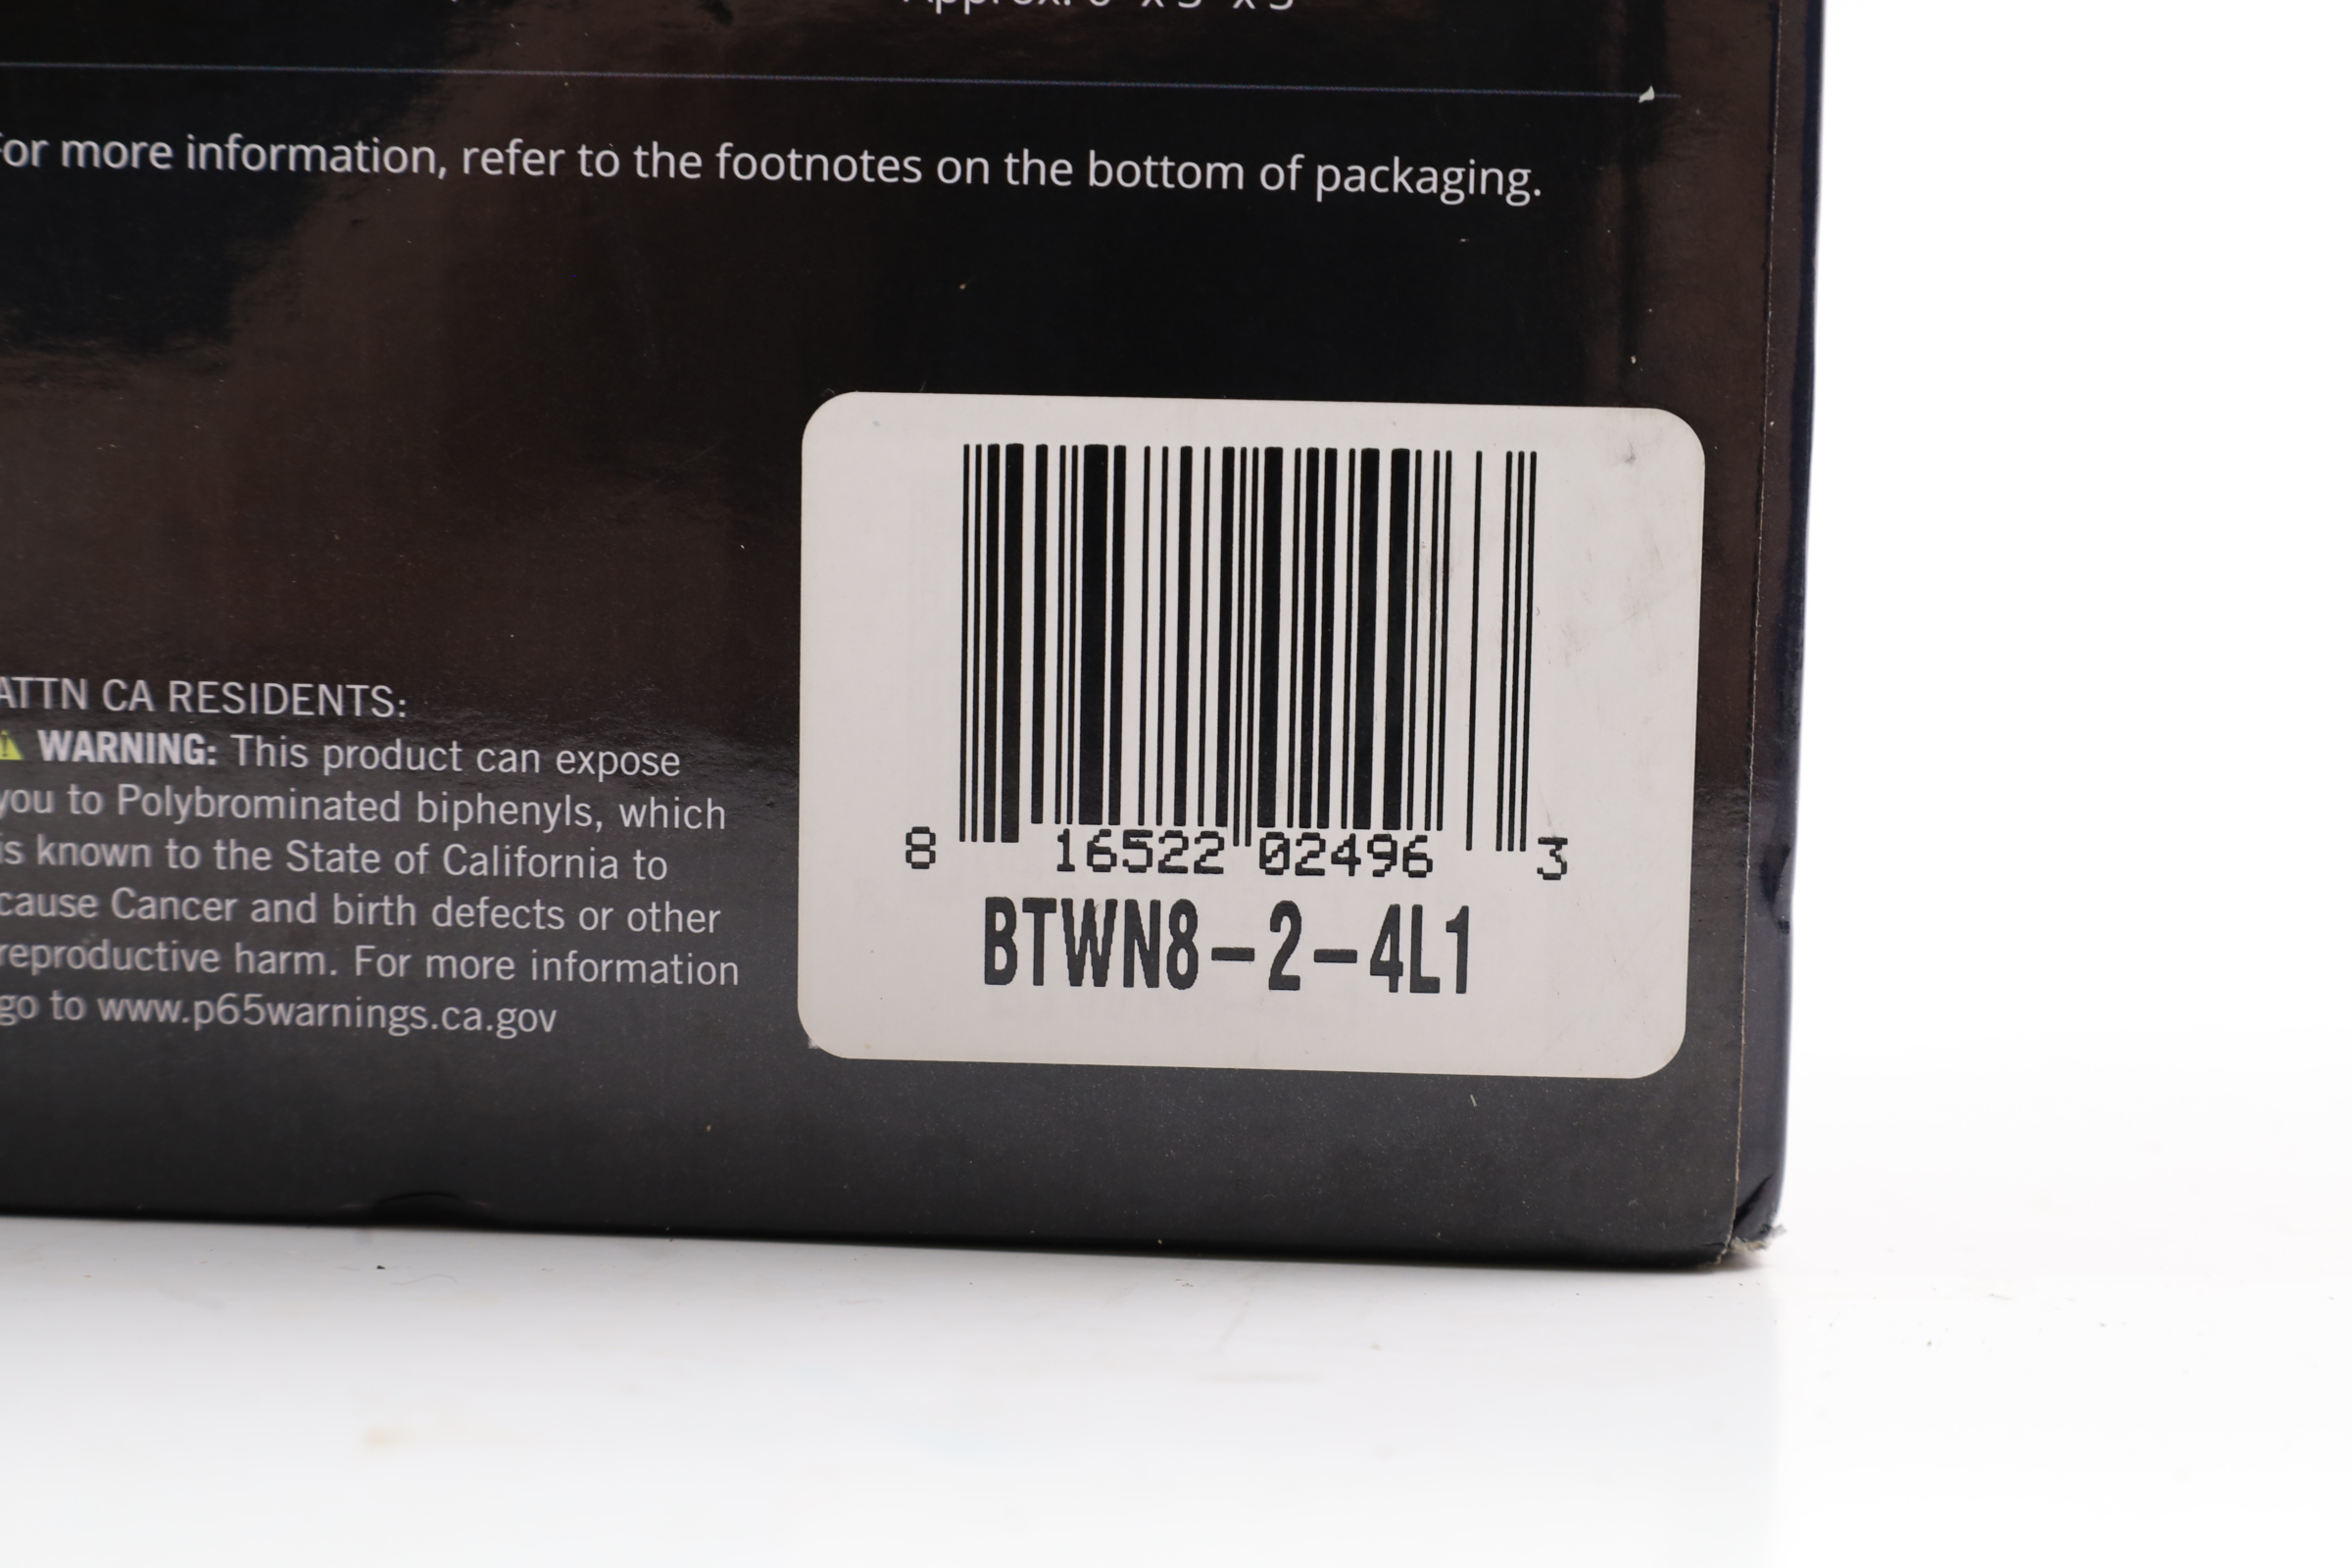 For more information, refer to the footnotes on the bottom of packaging.
ATTN CA RESIDENTS:
WARNING: This product can expose
you to Polybrominated biphenyls, which
is known to the State of California to
cause Cancer and birth defects or other
reproductive harm. For more information
go to www.p65warnings.ca.gov
8 16522 02496 3
BTWN8-2-4L1